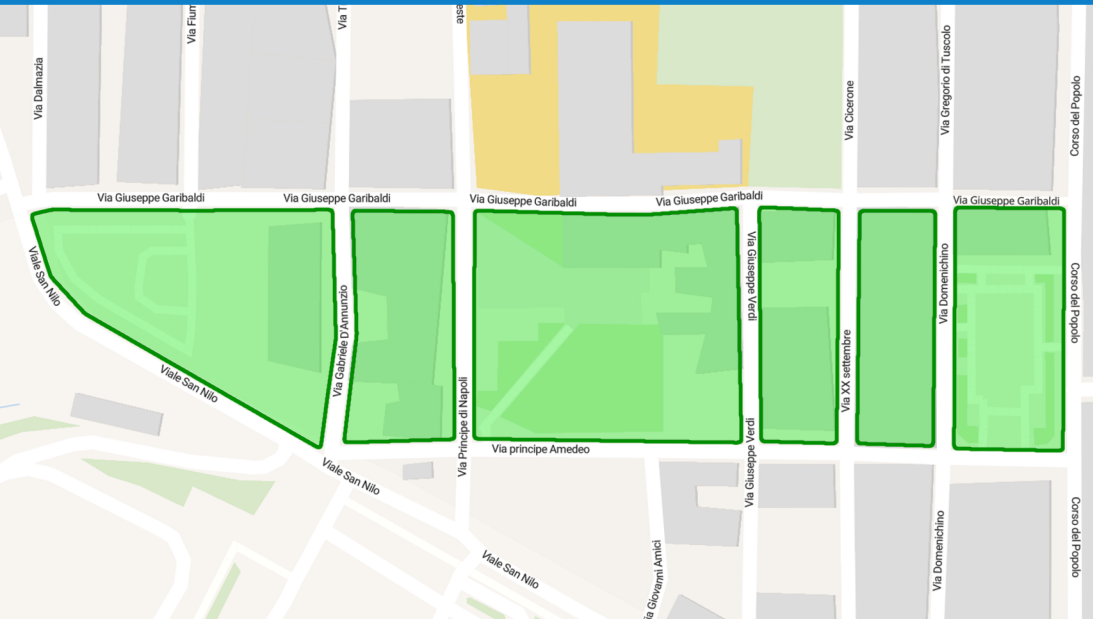 Via Dalmazia
Via Fium
Via T
este
Via Cicerone
Via Gregorio di Tuscolo
Corso del Popolo
Via Giuseppe Garibaldi
Via Giuseppe Garibaldi
Via Giuseppe Garibaldi
Via Giuseppe Garibaldi
Via Giuseppe Garibaldi
Viale San Nilo
Via Gabriele D'Annunzio
Via Giuseppe Verdi
Via Domenichino
Corso del Popolo
Viale San Nilo
Via Principe di Napoli
Via XX settembre
Via principe Amedeo
Via Giuseppe Verdi
Viale San Nilo
Viale San Nilo
Via Giovanni Amici
Via Domenichino
Corso del Popolo